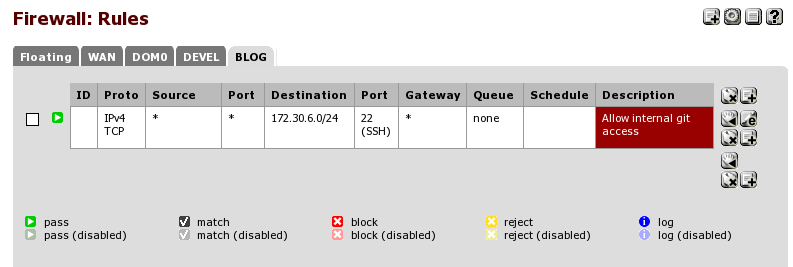 Firewall: Rules
Floating WAN DOM0 DEVEL BLOG
ID Proto Source Port Destination Port Gateway Queue Schedule Description
IPv4 * * 172.30.6.0/24 22 * none Allow internal git
TCP (SSH) access
pass match block reject log
pass (disabled) match (disabled) block (disabled) reject (disabled) log (disabled)